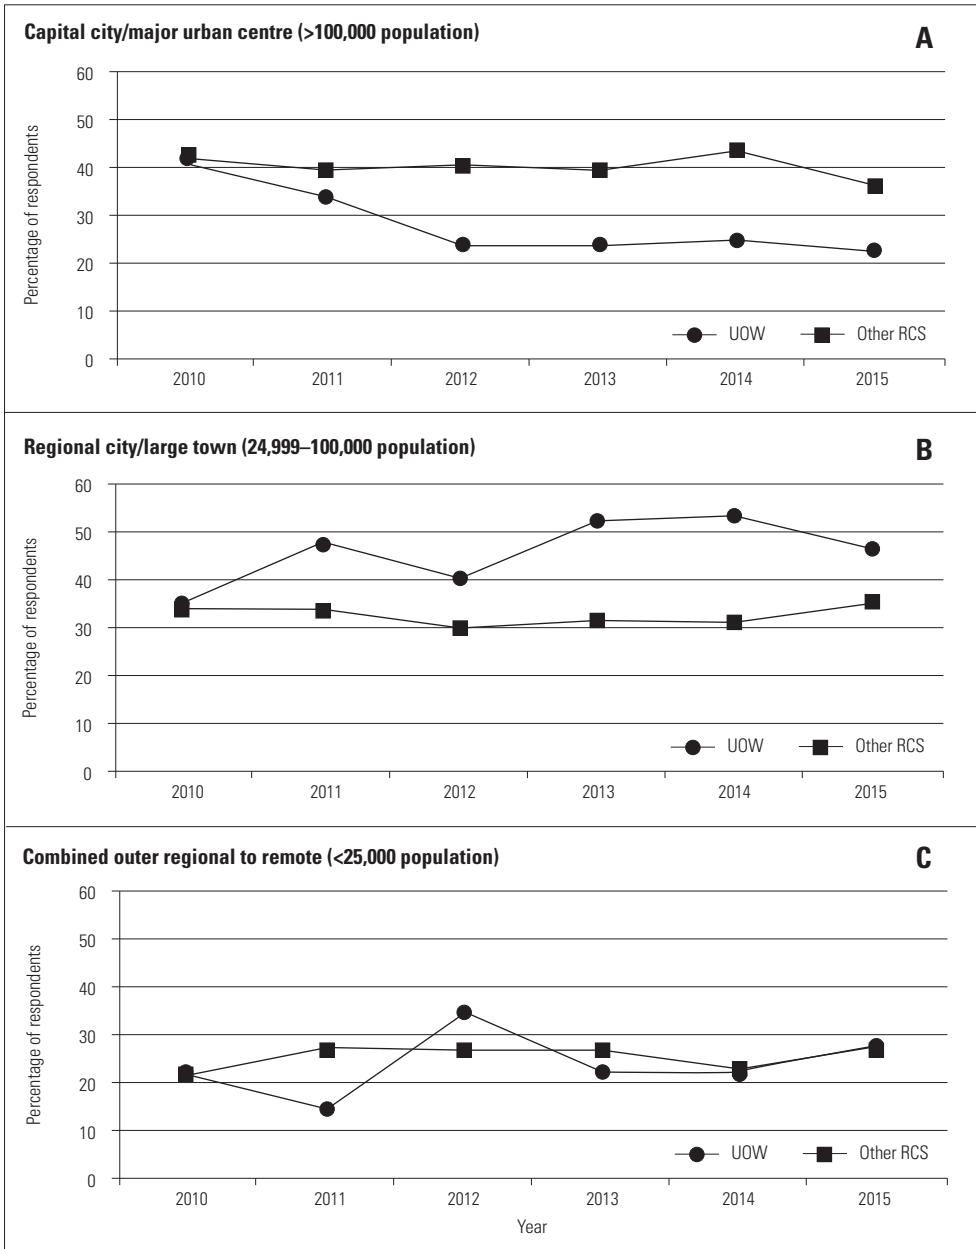 Capital city/major urban centre (>100,000 population)
A
Percentage of respondents
60
50
40
30
20
10
0
UOW
Other RCS
2010 2011 2012 2013 2014 2015
Regional city/large town (24,999–100,000 population)
B
Percentage of respondents
60
50
40
30
20
10
0
UOW
Other RCS
2010 2011 2012 2013 2014 2015
Combined outer regional to remote (<25,000 population)
C
Percentage of respondents
60
50
40
30
20
10
0
UOW
Other RCS
2010 2011 2012 2013 2014 2015
Year